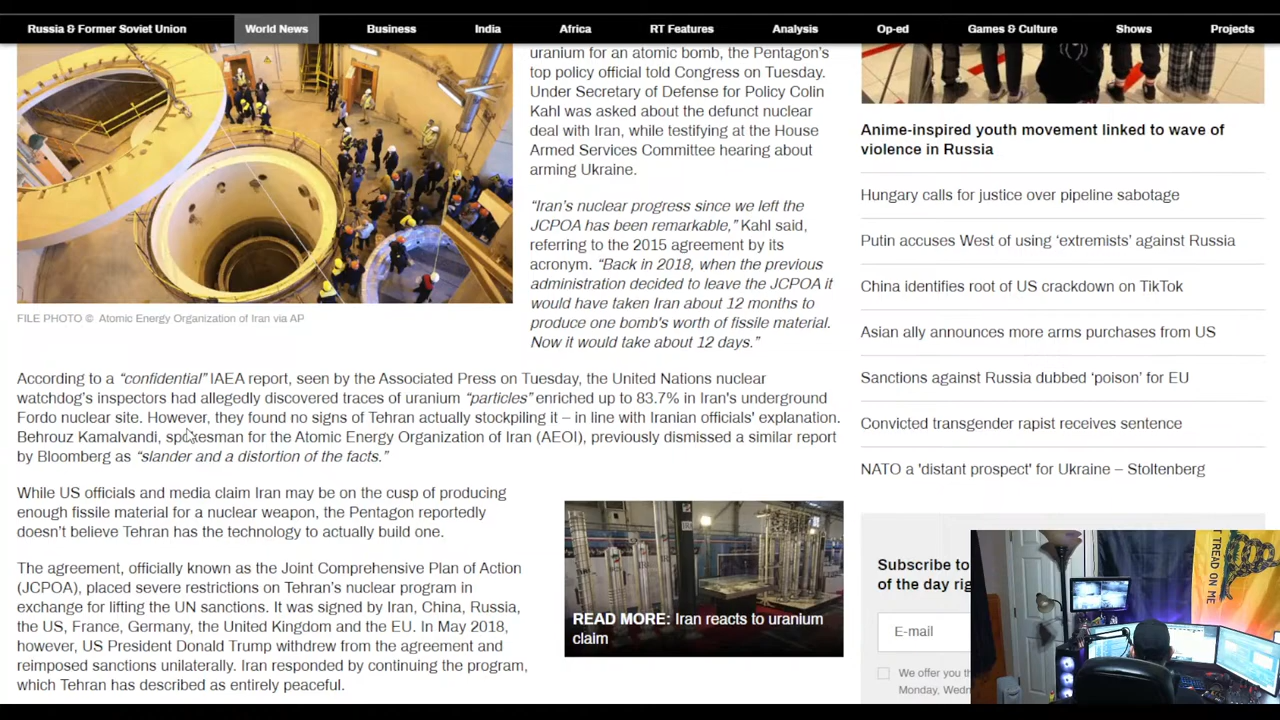 Russia & Former Soviet Union
World News
Business
India
Africa
RT Features
Analysis
Op-ed
Games & Culture
Shows
Projects
uranium for an atomic bomb, the Pentagon's
top policy official told Congress on Tuesday.
Under Secretary of Defense for Policy Colin
Kahl was asked about the defunct nuclear
deal with Iran, while testifying at the House
Armed Services Committee hearing about
arming Ukraine.
“Iran’s nuclear progress since we left the
JCPOA has been remarkable,” Kahl said,
referring to the 2015 agreement by its
acronym. “Back in 2018, when the previous
administration decided to leave the JCPOA it
would have taken Iran about 12 months to
produce one bomb's worth of fissile material.
Now it would take about 12 days.”
FILE PHOTO © Atomic Energy Organization of Iran via AP
According to a “confidential” IAEA report, seen by the Associated Press on Tuesday, the United Nations nuclear
watchdog’s inspectors had allegedly discovered traces of uranium “particles” enriched up to 83.7% in Iran's underground
Fordo nuclear site. However, they found no signs of Tehran actually stockpiling it – in line with Iranian officials' explanation.
Behrouz Kamalvandi, spokesman for the Atomic Energy Organization of Iran (AEOI), previously dismissed a similar report
by Bloomberg as “slander and a distortion of the facts.”
While US officials and media claim Iran may be on the cusp of producing
enough fissile material for a nuclear weapon, the Pentagon reportedly
doesn’t believe Tehran has the technology to actually build one.
The agreement, officially known as the Joint Comprehensive Plan of Action
(JCPOA), placed severe restrictions on Tehran’s nuclear program in
exchange for lifting the UN sanctions. It was signed by Iran, China, Russia,
the US, France, Germany, the United Kingdom and the EU. In May 2018,
however, US President Donald Trump withdrew from the agreement and
reimposed sanctions unilaterally. Iran responded by continuing the program,
which Tehran has described as entirely peaceful.
READ MORE: Iran reacts to uranium
claim
Anime-inspired youth movement linked to wave of
violence in Russia
Hungary calls for justice over pipeline sabotage
Putin accuses West of using ‘extremists’ against Russia
China identifies root of US crackdown on TikTok
Asian ally announces more arms purchases from US
Sanctions against Russia dubbed ‘poison’ for EU
Convicted transgender rapist receives sentence
NATO a 'distant prospect' for Ukraine – Stoltenberg
Subscribe to
of the day rig
E-mail
We offer you t
Monday, Wedn
TREAD ON ME